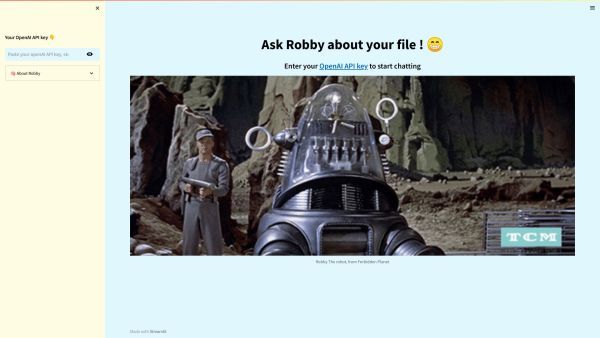 Your OpenAI API key 👇
Paste your openAI API key, sk-
🧠 About Robby
Ask Robby about your file ! 😁
Enter your OpenAI API key to start chatting
TCM
Robby The robot, from Forbidden Planet
Made with Streamlit